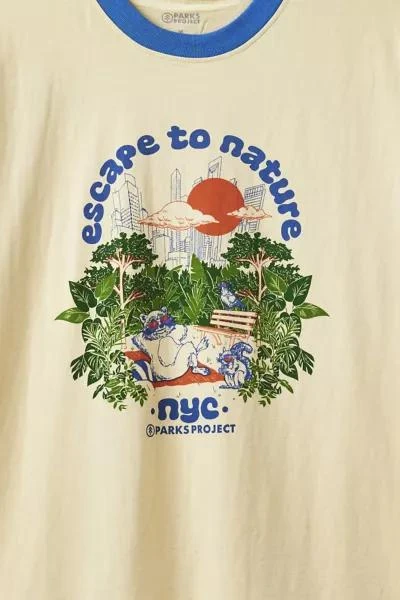 PARKS
PROJECT
escape to nature
·nyc·
PARKS PROJECT